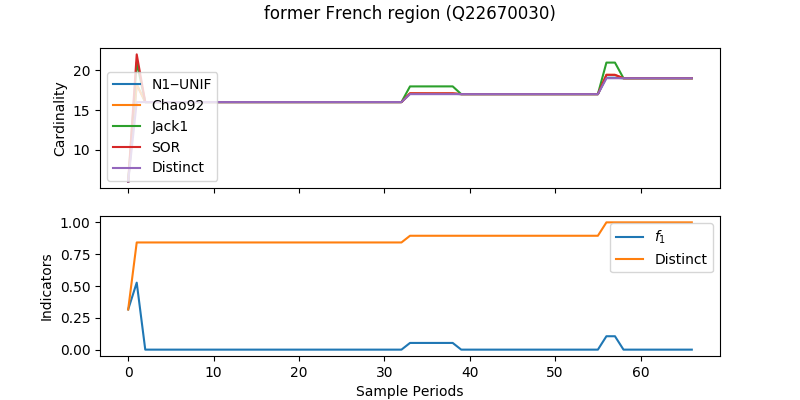 former French region (Q22670030)
Cardinality
20
15
10
N1−UNIF
Chao92
Jack1
SOR
Distinct
Indicators
1.00
0.75
0.50
0.25
0.00
f1
Distinct
0
10
20
30
40
50
60
Sample Periods